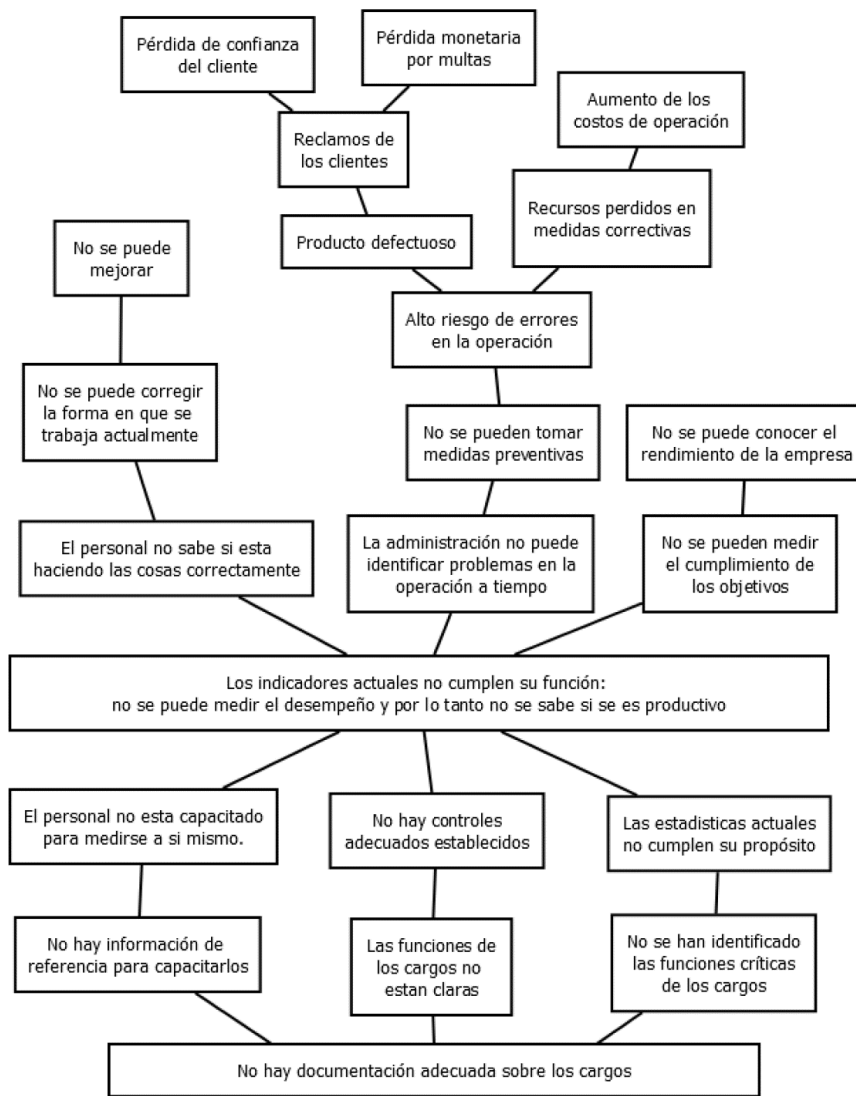 Pérdida de confianza
del cliente
Pérdida monetaria
por multas
Aumento de los
costos de operación
Reclamos de
los clientes
Recursos perdidos en
medidas correctivas
Producto defectuoso
No se puede
mejorar
Alto riesgo de errores
en la operación
No se puede corregir
la forma en que se
trabaja actualmente
No se pueden tomar
medidas preventivas
No se puede conocer el
rendimiento de la empresa
El personal no sabe si esta
haciendo las cosas correctamente
La administración no puede
identificar problemas en la
operación a tiempo
No se pueden medir
el cumplimiento de
los objetivos
Los indicadores actuales no cumplen su función:
no se puede medir el desempeño y por lo tanto no se sabe si se es productivo
El personal no esta capacitado
para medirse a si mismo.
No hay controles
adecuados establecidos
Las estadisticas actuales
no cumplen su propósito
No hay información de
referencia para capacitarlos
Las funciones de
los cargos no
estan claras
No se han identificado
las funciones críticas
de los cargos
No hay documentación adecuada sobre los cargos